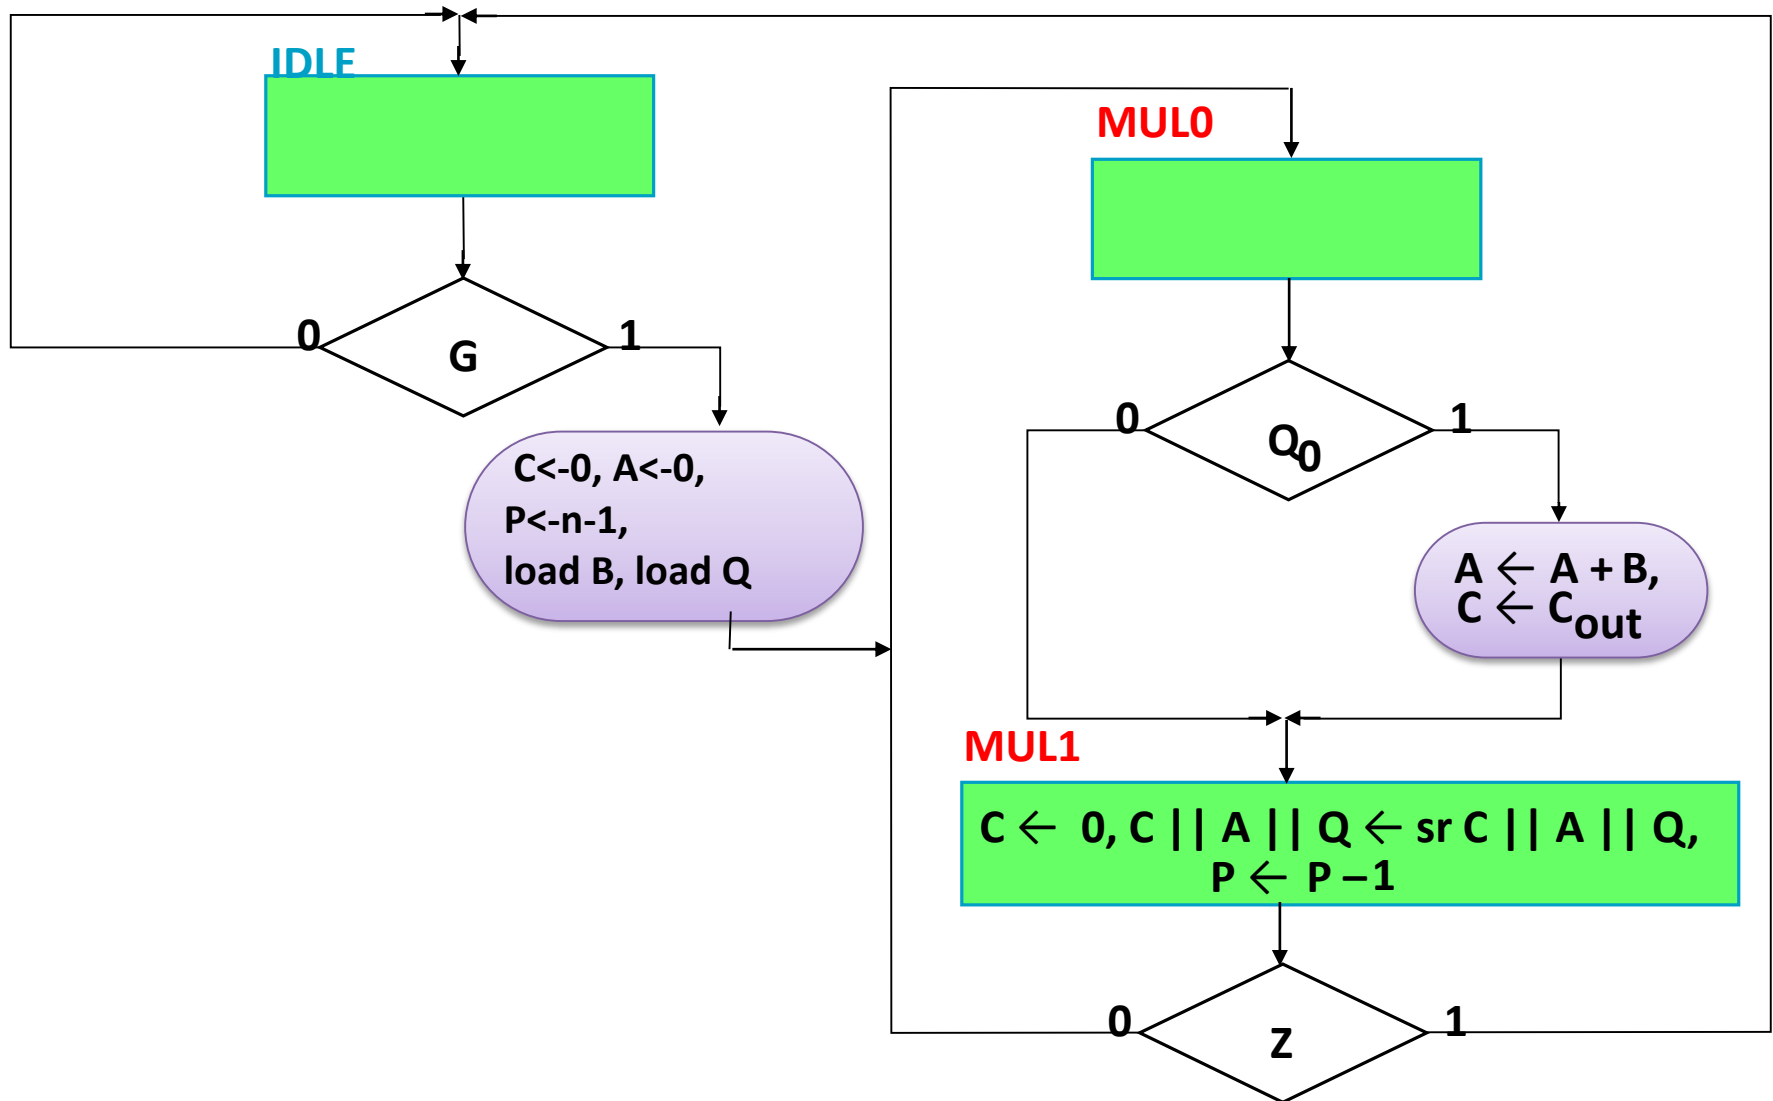 IDLE
0
G
1
C<-0, A<-0,
P<-n-1,
load B, load Q
MUL0
0
Q0
1
A ← A + B,
C ← Cout
MUL1
C ← 0, C || A || Q ← sr C || A || Q,
P ← P – 1
0
Z
1